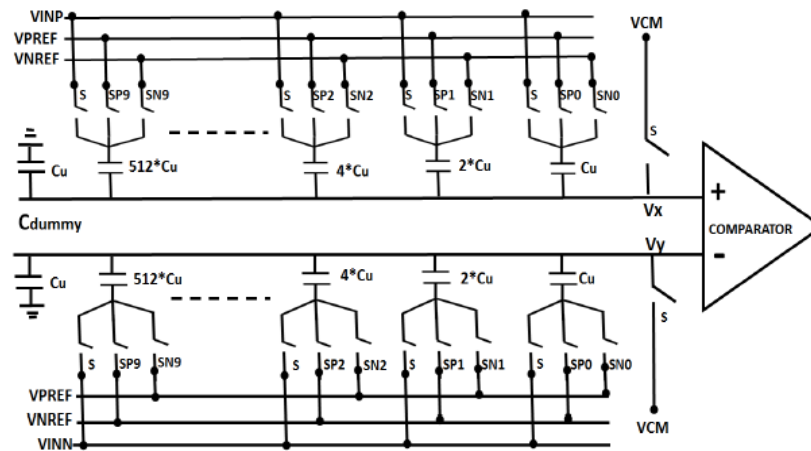 VINP
VPREF
VNREF
VCM
S SP9 SN9 S SP2 SN2 S SP1 SN1 S SP0 SN0 S
Cu 512*Cu 4*Cu 2*Cu Cu
Cdummy Vx +
COMPARATOR
Vy -
Cu 512*Cu 4*Cu 2*Cu Cu
S
S SP9 SN9 S SP2 SN2 S SP1 SN1 S SP0 SN0
VPREF
VNREF
VINN
VCM